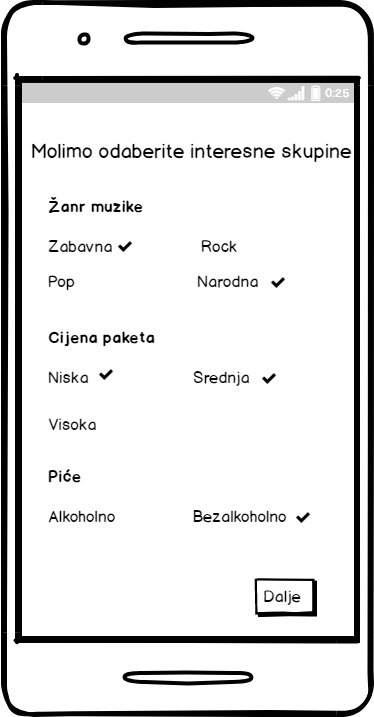 0:25
Molimo odaberite interesne skupine
Žanr muzike
Zabavna ✔ Rock
Pop Narodna ✔
Cijena paketa
Niska ✔ Srednja ✔
Visoka
Piće
Alkoholno Bezalkoholno ✔
Dalje